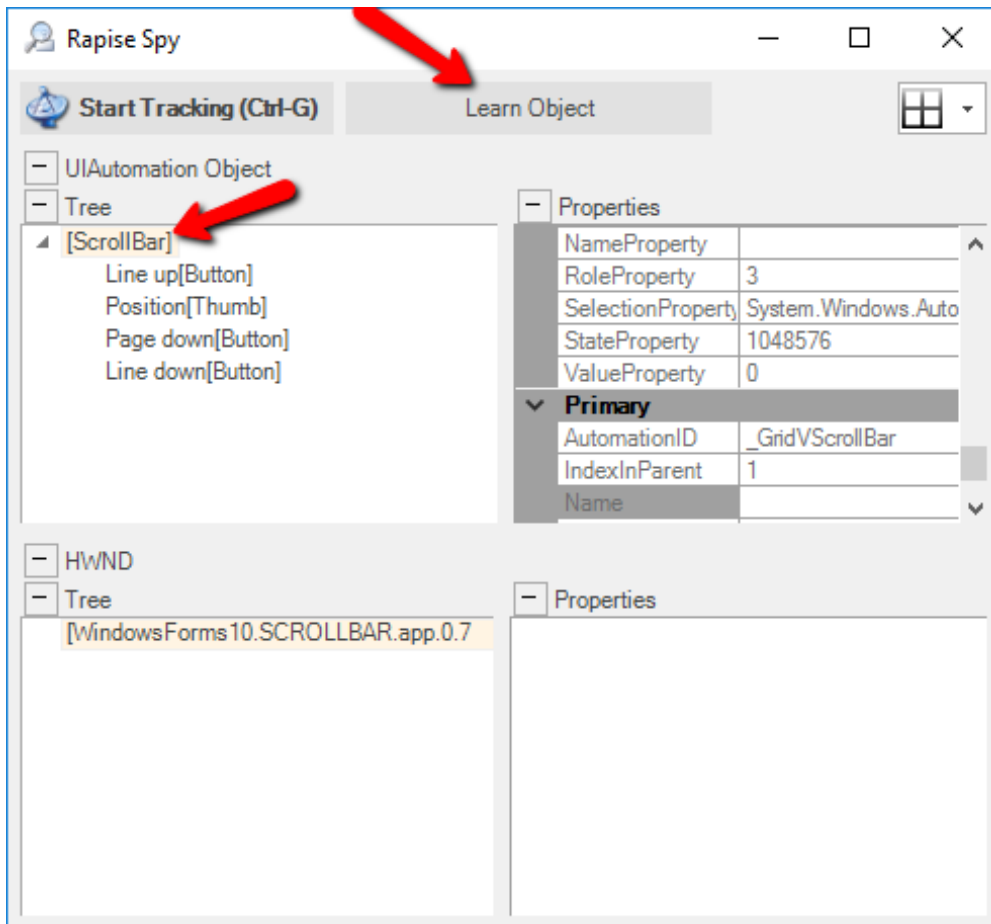 Rapise Spy
Start Tracking (Ctrl-G)
Learn Object
UIAutomation Object
Tree
[ScrollBar]
Line up[Button]
Position[Thumb]
Page down[Button]
Line down[Button]
Properties
NameProperty
RoleProperty 3
SelectionProperty System.Windows.Auto
StateProperty 1048576
ValueProperty 0
Primary
AutomationID _GridVScrollBar
IndexInParent 1
Name
HWND
Tree
[WindowsForms10.SCROLLBAR.app.0.7
Properties